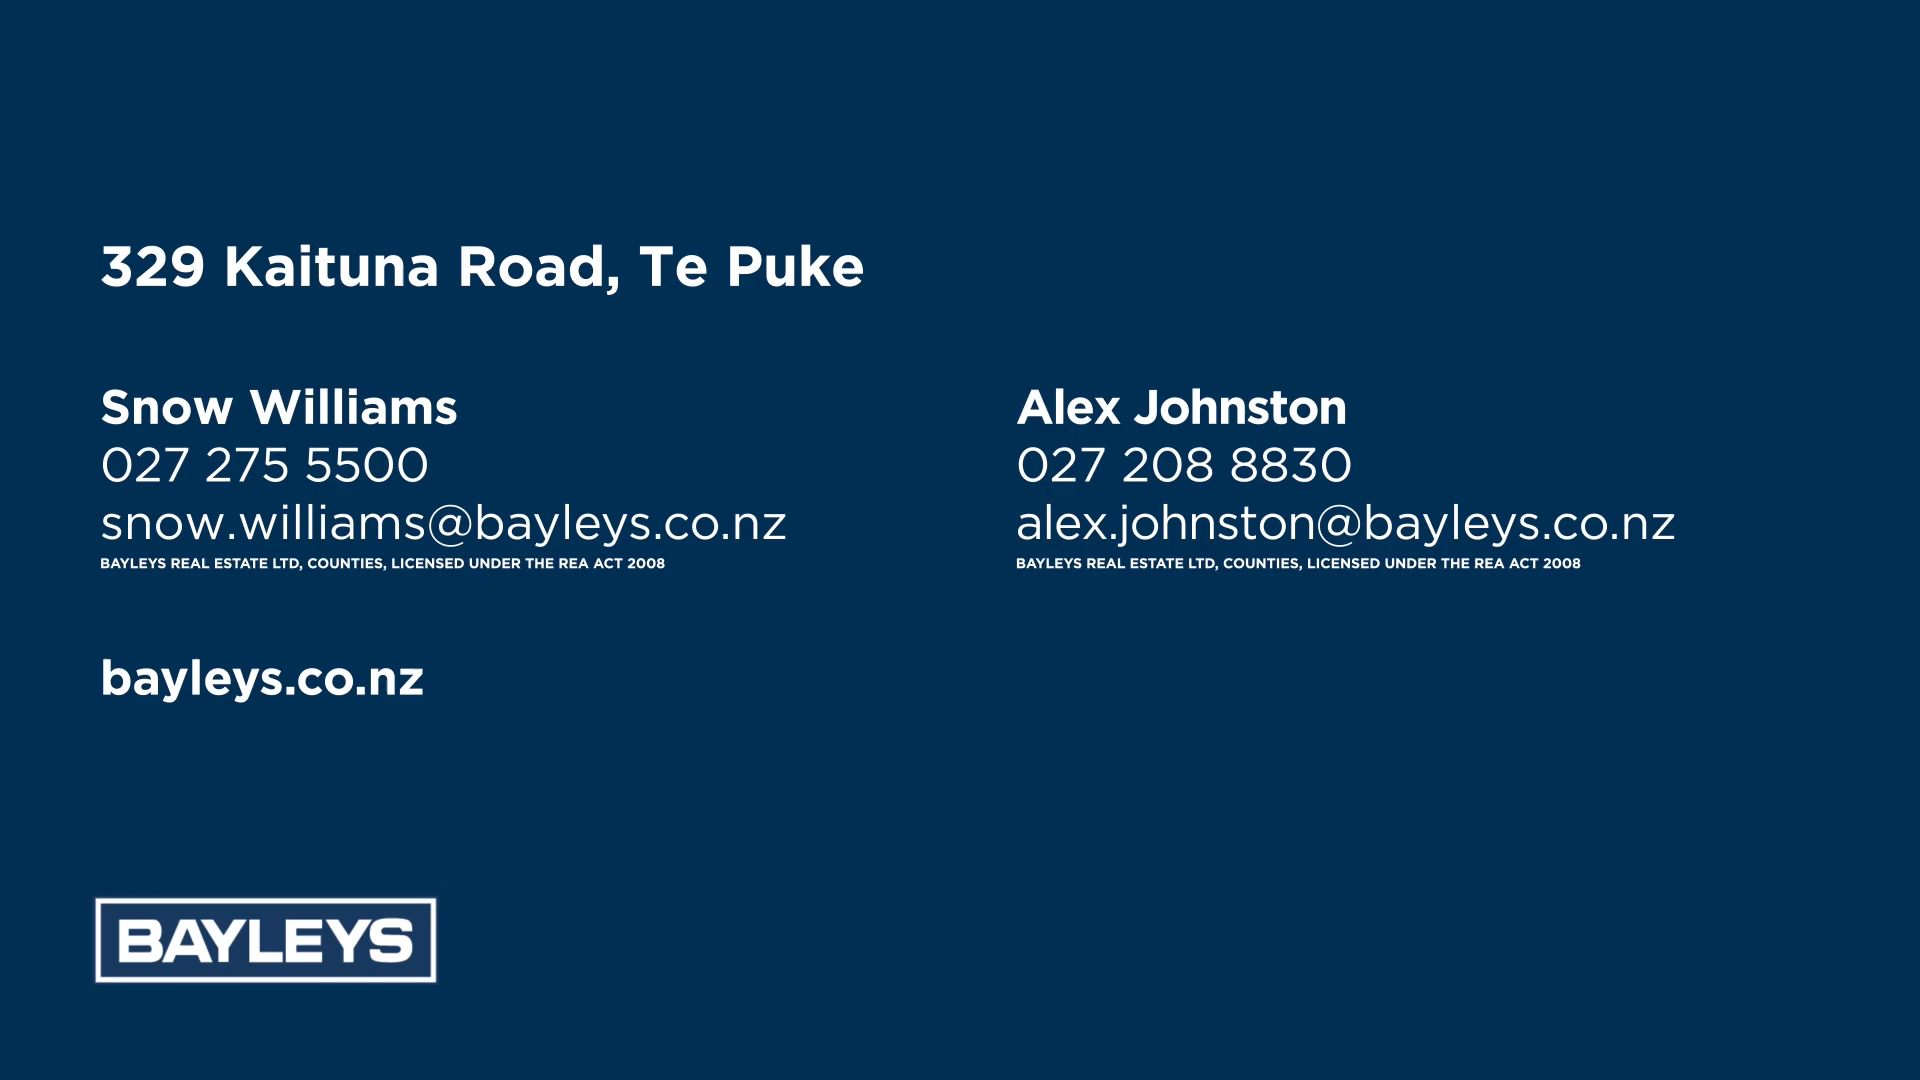 329 Kaituna Road, Te Puke
Snow Williams
027 275 5500
snow.williams@bayleys.co.nz
BAYLEYS REAL ESTATE LTD, COUNTIES, LICENSED UNDER THE REA ACT 2008
Alex Johnston
027 208 8830
alex.johnston@bayleys.co.nz
BAYLEYS REAL ESTATE LTD, COUNTIES, LICENSED UNDER THE REA ACT 2008
bayleys.co.nz
BAYLEYS